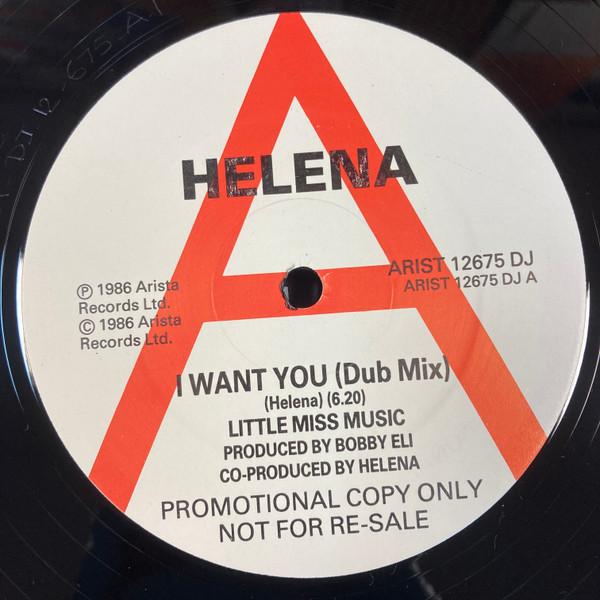 HELENA
ARIST 12675 DJ
ARIST 12675 DJ A
Ⓟ 1986 Arista
Records Ltd.
© 1986 Arista
Records Ltd.
I WANT YOU (Dub Mix)
(Helena) (6.20)
LITTLE MISS MUSIC
PRODUCED BY BOBBY ELI
CO-PRODUCED BY HELENA
PROMOTIONAL COPY ONLY
NOT FOR RE-SALE